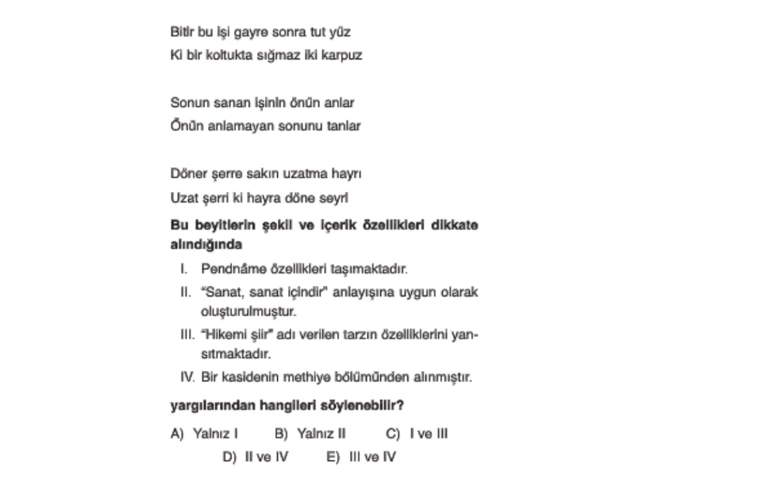 Bitir bu işi gayre sonra tut yüz
Ki bir koltukta sığmaz iki karpuz
Sonun sanan işinin önün anlar
Önün anlamayan sonunu tanlar
Döner şerre sakın uzatma hayrı
Uzat şerri ki hayra döne seyri
Bu beyitlerin şekil ve içerik özellikleri dikkate
alındığında
I. Pendnâme özellikleri taşımaktadır.
II. “Sanat, sanat içindir” anlayışına uygun olarak
oluşturulmuştur.
III. “Hikemi şiir” adı verilen tarzın özelliklerini yan-
sıtmaktadır.
IV. Bir kasidenin methiye bölümünden alınmıştır.
yargılarından hangileri söylenebilir?
A) Yalnız I B) Yalnız II C) I ve III
D) II ve IV E) III ve IV